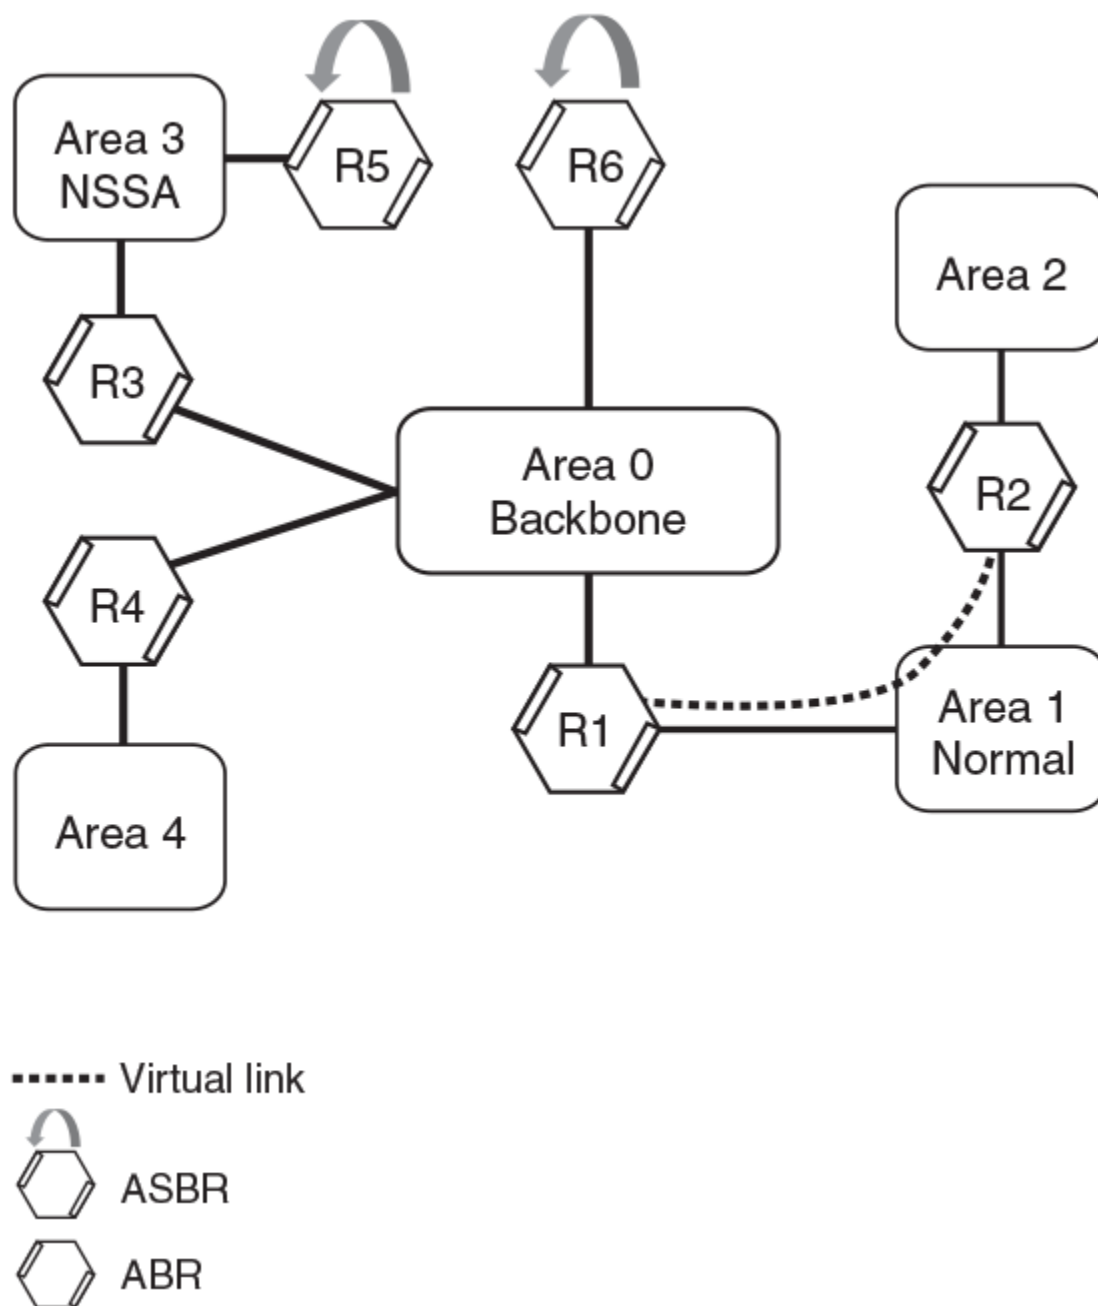 Area 3
NSSA
R5
R6
Area 2
R3
Area 0
Backbone
R2
R4
R1
Area 1
Normal
Area 4
Virtual link
ASBR
ABR